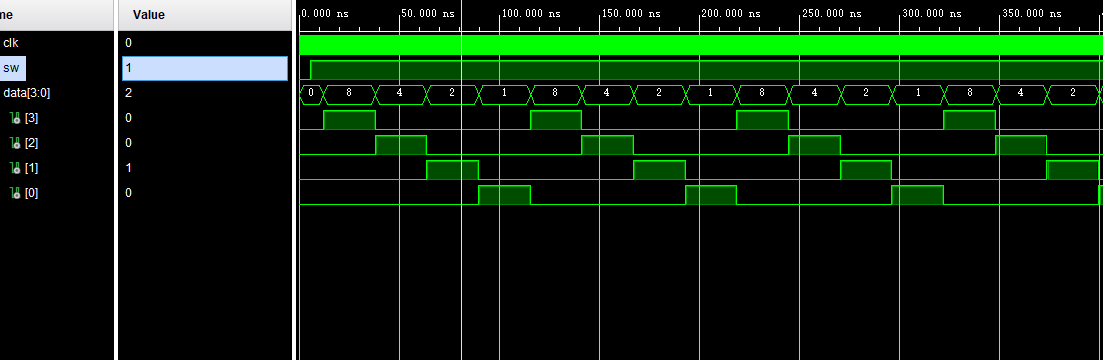 me Value 0.000 ns 50.000 ns 100.000 ns 150.000 ns 200.000 ns 250.000 ns 300.000 ns 350.000 ns
clk 0
sw 1
data[3:0] 2 0 8 4 2 1 8 4 2 1 8 4 2 1 8 4 2
[3] 0
[2] 0
[1] 1
[0] 0